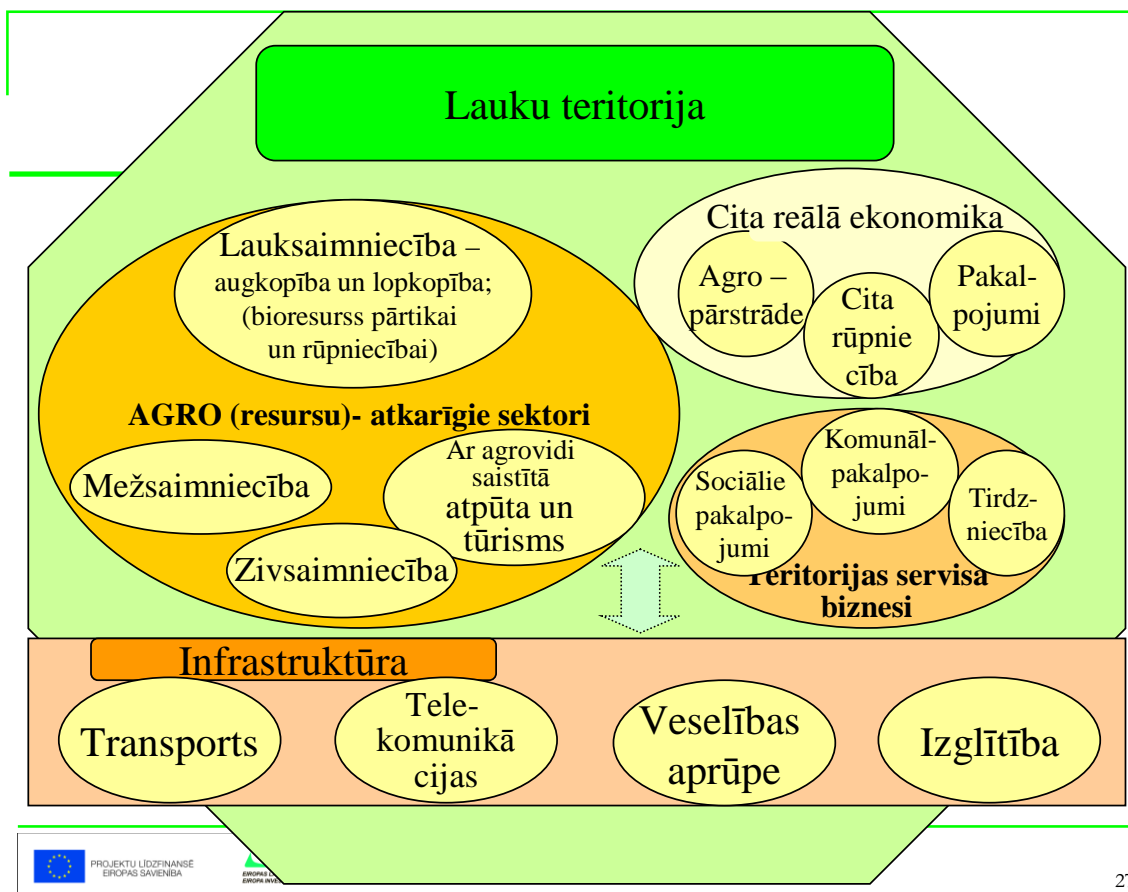 Lauku teritorija
Cita reālā ekonomika
Lauksaimniecība –
augkopība un lopkopība;
(bioresurss pārtikai
un rūpniecībai)
Agro –
pārstrāde
Cita
rūpnie
cība
Pakal-
pojumi
AGRO (resursu)- atkarīgie sektori
Mežsaimniecība
Ar agrovidi
saistītā
atpūta un
tūrisms
Zivsaimniecība
Sociālie
pakalpo-
jumi
Komunāl-
pakalpo-
jumi
Tirdz-
niecība
Teritorijas servisa
biznesi
Infrastruktūra
Transports
Tele-
komunikā
cijas
Veselības
aprūpe
Izglītība
PROJEKTU LĪDZFINANSĒ
EIROPAS SAVIENĪBA
EIROPAS
EIROPA